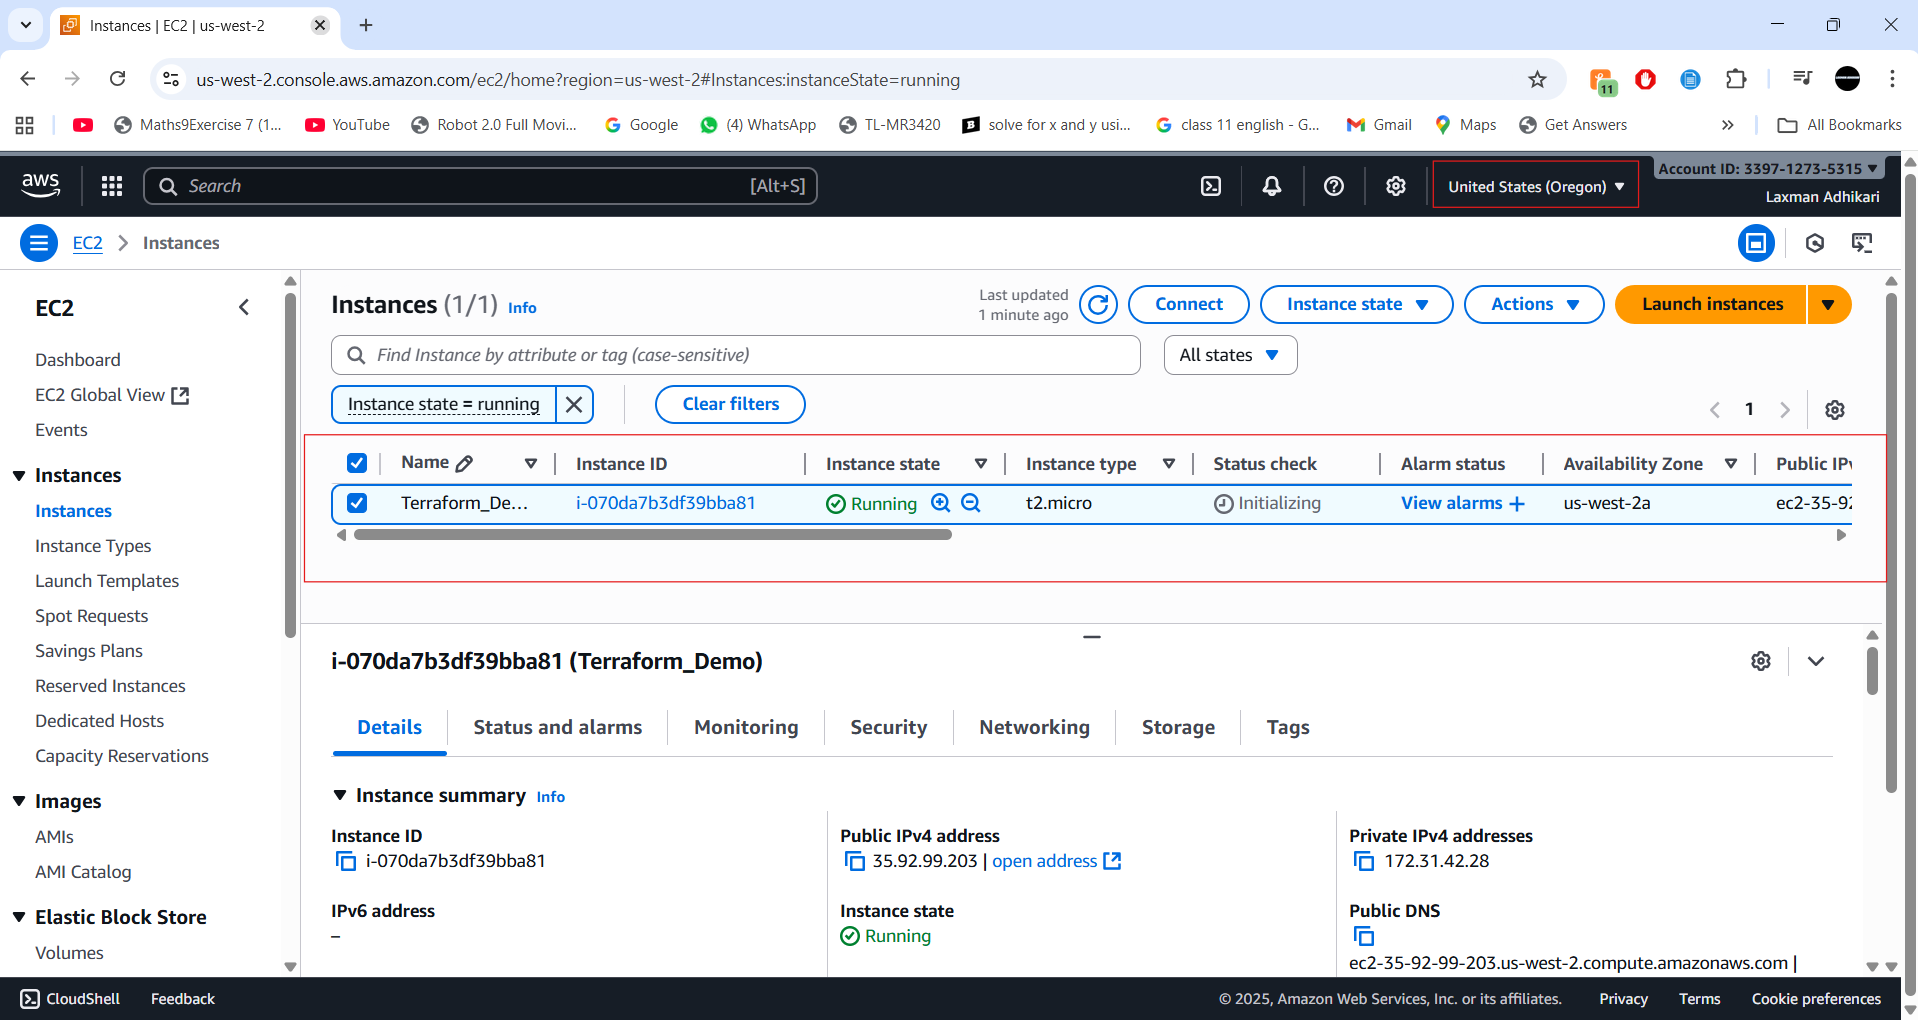 Instances | EC2 | us-west-2
us-west-2.console.aws.amazon.com/ec2/home?region=us-west-2#Instances:instanceState=running
11
Maths9Exercise 7 (1... YouTube Robot 2.0 Full Movi... Google (4) WhatsApp TL-MR3420 B solve for x and y usi... class 11 english - G... Gmail Maps Get Answers » All Bookmarks
aws Search [Alt+S] United States (Oregon) Account ID: 3397-1273-5315
Laxman Adhikari
EC2 > Instances
EC2
Dashboard
EC2 Global View
Events
Instances
Instances
Instance Types
Launch Templates
Spot Requests
Savings Plans
Reserved Instances
Dedicated Hosts
Capacity Reservations
Images
AMIs
AMI Catalog
Elastic Block Store
Volumes
Instances (1/1) Info
Last updated
1 minute ago
Connect Instance state Actions Launch instances
Find Instance by attribute or tag (case-sensitive) All states
Instance state = running Clear filters
1
Name Instance ID Instance state Instance type Status check Alarm status Availability Zone Public IPv
Terraform_De... i-070da7b3df39bba81 Running t2.micro Initializing View alarms + us-west-2a ec2-35-92
i-070da7b3df39bba81 (Terraform_Demo)
Details Status and alarms Monitoring Security Networking Storage Tags
Instance summary Info
Instance ID
i-070da7b3df39bba81
Public IPv4 address
35.92.99.203 | open address
Private IPv4 addresses
172.31.42.28
IPv6 address
–
Instance state
Running
Public DNS
ec2-35-92-99-203.us-west-2.compute.amazonaws.com |
CloudShell Feedback © 2025, Amazon Web Services, Inc. or its affiliates. Privacy Terms Cookie preferences